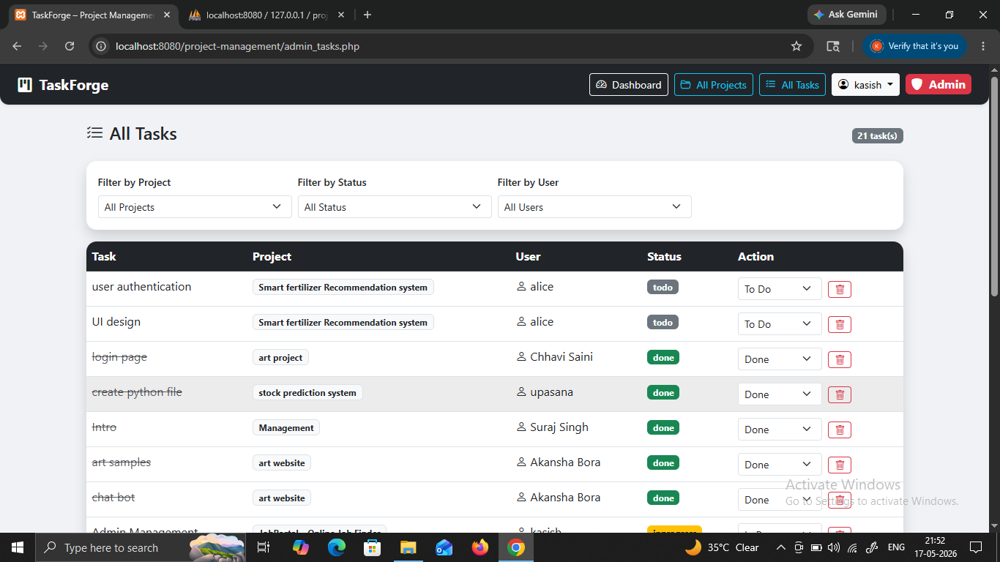 TaskForge – Project Manageme
localhost:8080 / 127.0.0.1 / pro
Ask Gemini
localhost:8080/project-management/admin_tasks.php
K
Verify that it's you
TaskForge
Dashboard
All Projects
All Tasks
kasish
Admin
All Tasks
21 task(s)
Filter by Project Filter by Status Filter by User
All Projects All Status All Users
Task Project User Status Action
user authentication Smart fertilizer Recommendation system alice todo To Do
UI design Smart fertilizer Recommendation system alice todo To Do
login page art project Chhavi Saini done Done
create python file stock prediction system upasana done Done
Intro Management Suraj Singh done Done
art samples art website Akansha Bora done Done
chat bot art website Akansha Bora done Done
Activate Windows
Go to Settings to activate Windows.
Admin Management kasish
Type here to search
35°C Clear
ENG
21:52
17-05-2026